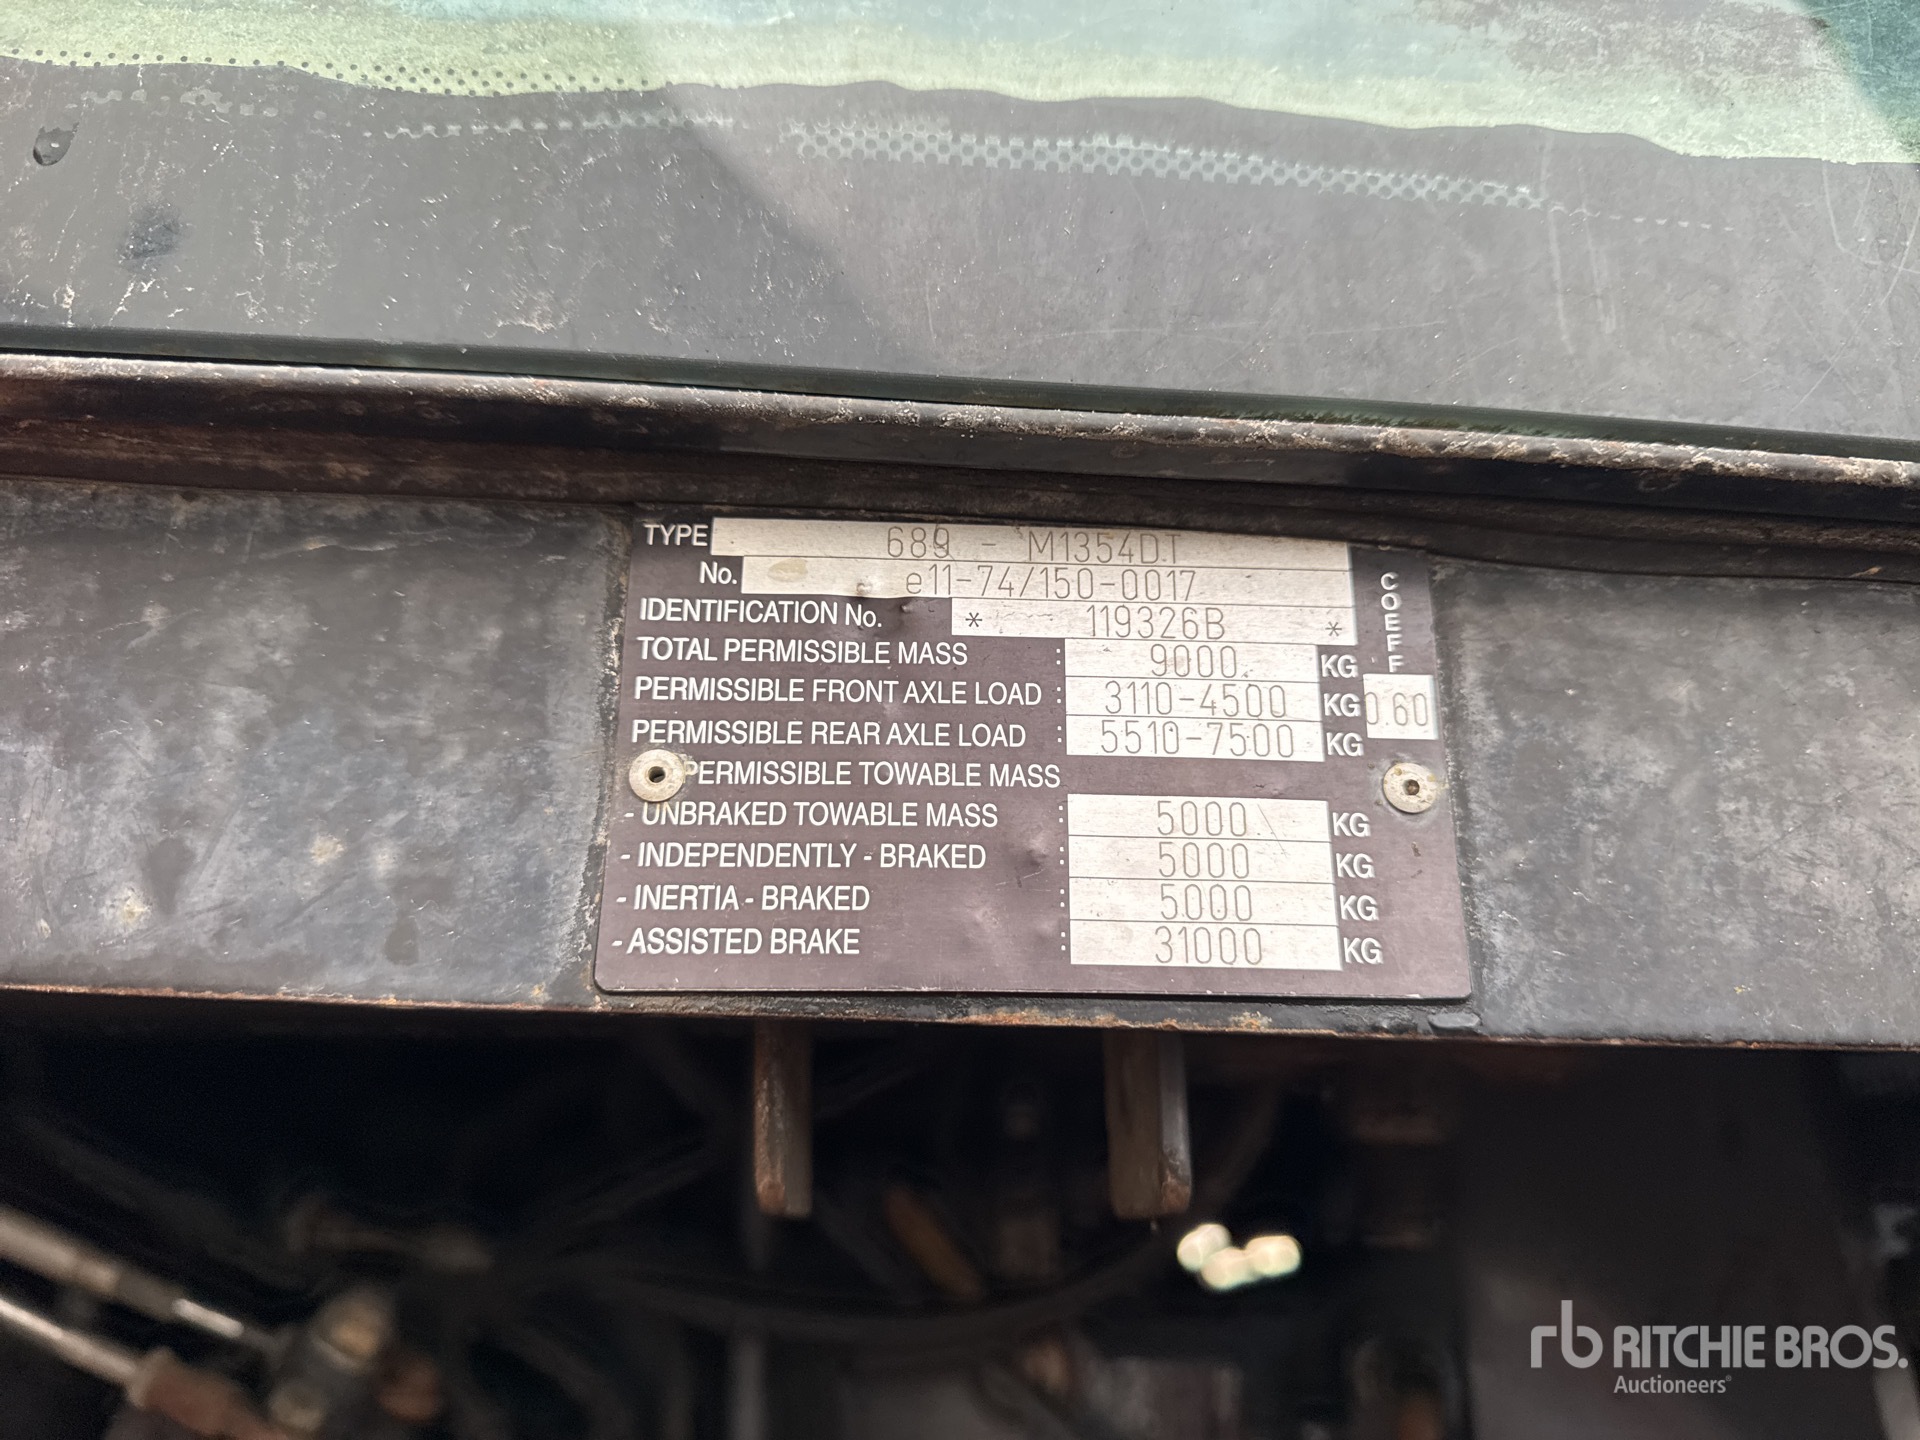 TYPE 689 - M1354D.T
No. e11-74/150-0017
IDENTIFICATION No. * 119326B *
TOTAL PERMISSIBLE MASS : 9000 KG
PERMISSIBLE FRONT AXLE LOAD : 3110-4500 KG
PERMISSIBLE REAR AXLE LOAD : 5510-7500 KG
COEFF
0.60
PERMISSIBLE TOWABLE MASS
- UNBRAKED TOWABLE MASS : 5000 KG
- INDEPENDENTLY - BRAKED : 5000 KG
- INERTIA - BRAKED : 5000 KG
- ASSISTED BRAKE : 31000 KG
rb RITCHIE BROS.
Auctioneers